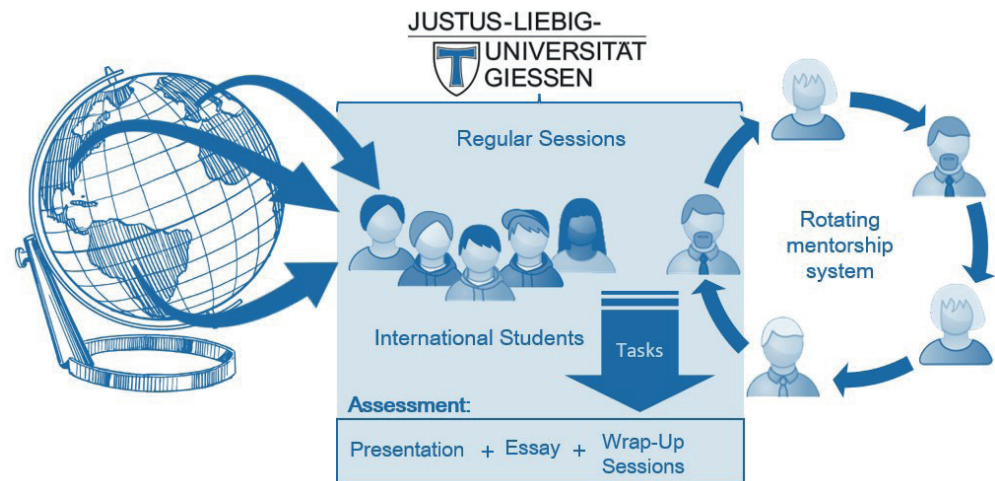 JUSTUS-LIEBIG-
UNIVERSITÄT
GIESSEN
Regular Sessions
Rotating
mentorship
system
International Students
Tasks
Assessment:
Presentation + Essay + Wrap-Up
Sessions